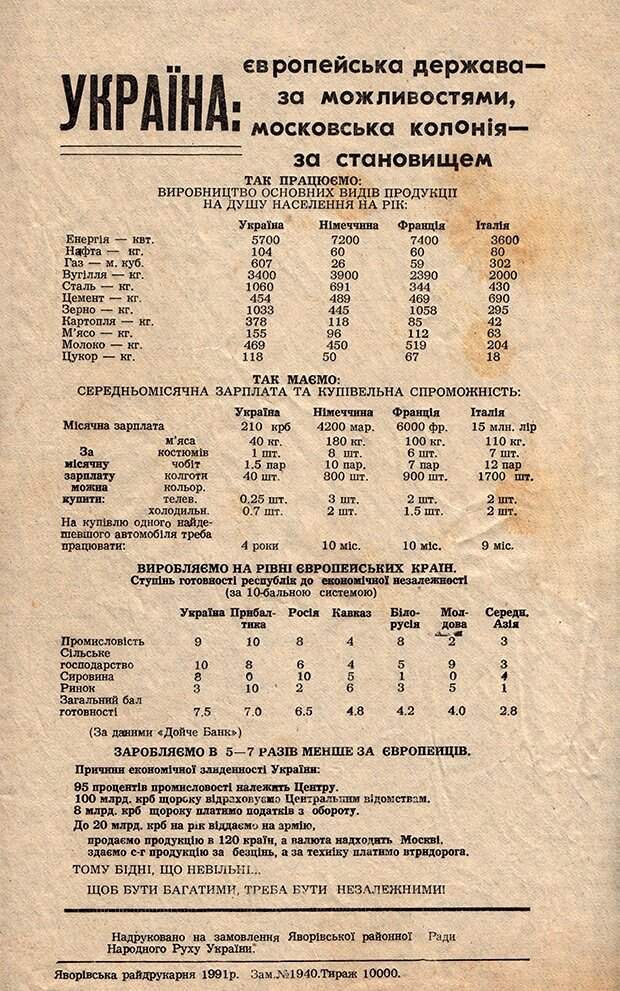 УКРАЇНА:
європейська держава—
за можливостями,
московська колонія—
за становищем
ТАК ПРАЦЮЄМО:
ВИРОБНИЦТВО ОСНОВНИХ ВИДІВ ПРОДУКЦІЇ
НА ДУШУ НАСЕЛЕННЯ НА РІК:
Україна Німеччина Франція Італія
Енергія — квт. 5700 7200 7400 3600
Нафта — кг. 104 60 60 80
Газ — м. куб. 607 26 59 302
Вугілля — кг. 3400 3900 2390 2000
Сталь — кг. 1060 691 344 430
Цемент — кг. 454 489 469 690
Зерно — кг. 1033 445 1058 295
Картопля — кг. 378 118 85 42
М'ясо — кг. 155 96 112 63
Молоко — кг. 469 450 519 204
Цукор — кг. 118 50 67 18
ТАК МАЄМО:
СЕРЕДНЬОМІСЯЧНА ЗАРПЛАТА ТА КУПІВЕЛЬНА СПРОМОЖНІСТЬ:
Україна Німеччина Франція Італія
Місячна зарплата 210 крб 4200 мар. 6000 фр. 15 млн. лір
м'яса 40 кг. 180 кг. 100 кг. 110 кг.
За костюмів 1 шт. 8 шт. 6 шт. 7 шт.
місячну чобіт 1.5 пар 10 пар. 7 пар 12 пар
зарплату колготи 40 шт. 800 шт. 900 шт. 1700 шт.
можна кольор.
купити: телев. 0,25 шт. 3 шт. 2 шт. 2 шт.
холодильн. 0.7 шт. 2 шт. 1.5 шт. 2 шт.
На купівлю одного найде-
шевшого автомобіля треба
працювати: 4 роки 10 міс. 10 міс. 9 міс.
ВИРОБЛЯЄМО НА РІВНІ ЄВРОПЕЙСЬКИХ КРАЇН.
Ступінь готовності республік до економічної незалежності
(за 10-бальною системою)
Україна Прибал- Росія Кавказ Біло- Мол- Середн.
тика русія дова Азія
Промисловість 9 10 8 4 8 2 3
Сільське
господарство 10 8 6 4 5 9 3
Сировина 8 0 10 5 1 0 4
Ринок 3 10 2 6 3 5 1
Загальний бал
готовності 7.5 7.0 6.5 4.8 4.2 4.0 2.8
(За даними «Дойче Банк»)
ЗАРОБЛЯЄМО В 5—7 РАЗІВ МЕНШЕ ЗА ЄВРОПЕЙЦІВ.
Причини економічної злиденності України:
95 процентів промисловості належить Центру.
100 млрд. крб щороку відраховуємо Центральним відомствам.
8 млрд. крб щороку платимо податків з обороту.
До 20 млрд. крб на рік віддаємо на армію,
продаємо продукцію в 120 країн, а валюта надходить Москві,
здаємо с-г продукцію за безцінь, а за техніку платимо втридорога.
ТОМУ БІДНІ, ЩО НЕВІЛЬНІ...
ЩОБ БУТИ БАГАТИМИ, ТРЕБА БУТИ НЕЗАЛЕЖНИМИ!
Надруковано на замовлення Яворівської районної Ради
Народного Руху України.
Яворівська райдрукарня 1991р. Зам.№1940.Тираж 10000.